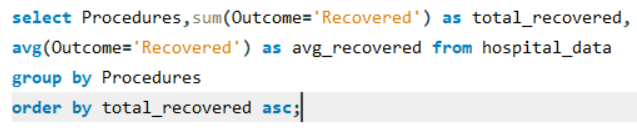 select Procedures,sum(Outcome='Recovered') as total_recovered,
avg(Outcome='Recovered') as avg_recovered from hospital_data
group by Procedures
order by total_recovered asc;